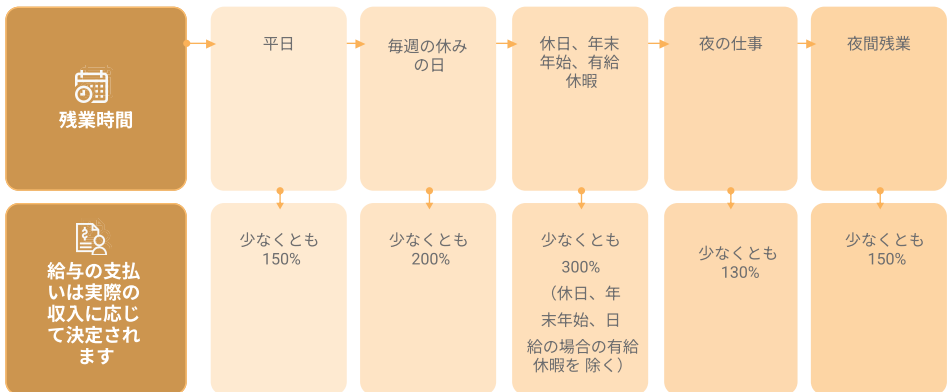 残業時間
平日
毎週の休み
の日
休日、年末
年始、有給
休暇
夜の仕事
夜間残業
給与の支払
いは実際の
収入に応じ
て決定され
ます
少なくとも
150%
少なくとも
200%
少なくとも
300%
（休日、年
末年始、日
給の場合の有給
休暇を 除く）
少なくとも
130%
少なくとも
150%